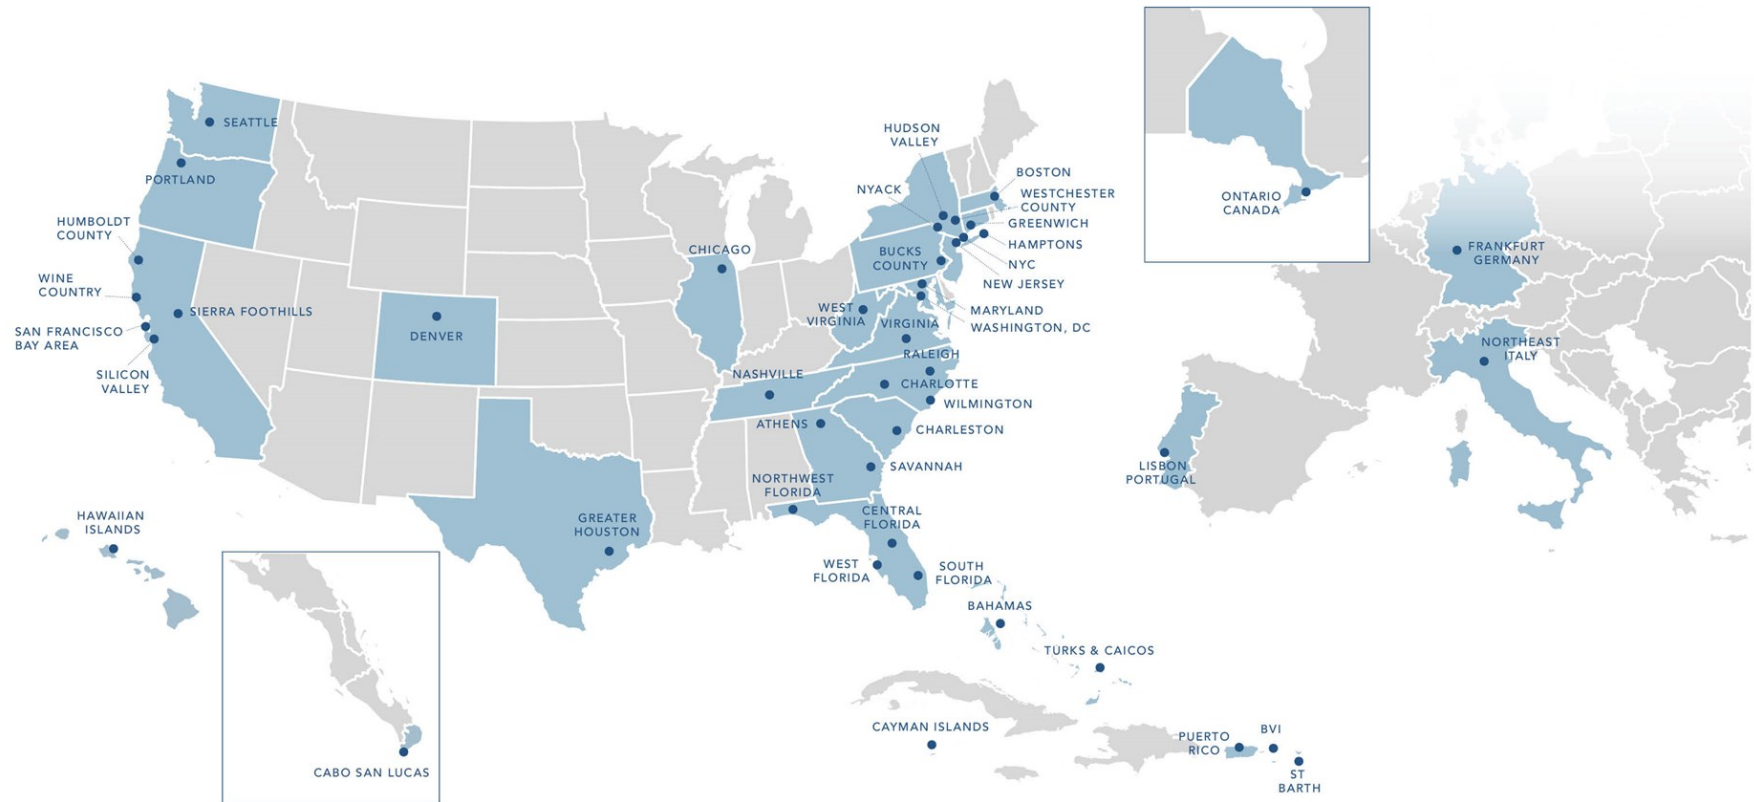 SEATTLE
PORTLAND
HUMBOLDT
COUNTY
WINE
COUNTRY
SIERRA FOOTHILLS
SAN FRANCISCO
BAY AREA
SILICON
VALLEY
DENVER
CHICAGO
HUDSON
VALLEY
NYACK
BOSTON
WESTCHESTER
COUNTY
GREENWICH
HAMPTONS
NYC
NEW JERSEY
BUCKS
COUNTY
MARYLAND
WASHINGTON, DC
WEST
VIRGINIA
VIRGINIA
RALEIGH
NASHVILLE
CHARLOTTE
WILMINGTON
ATHENS
CHARLESTON
SAVANNAH
NORTHWEST
FLORIDA
CENTRAL
FLORIDA
WEST
FLORIDA
SOUTH
FLORIDA
GREATER
HOUSTON
HAWAIIAN
ISLANDS
CABO SAN LUCAS
BAHAMAS
TURKS & CAICOS
CAYMAN ISLANDS
PUERTO
RICO
BVI
ST
BARTH
ONTARIO
CANADA
FRANKFURT
GERMANY
NORTHEAST
ITALY
LISBON
PORTUGAL